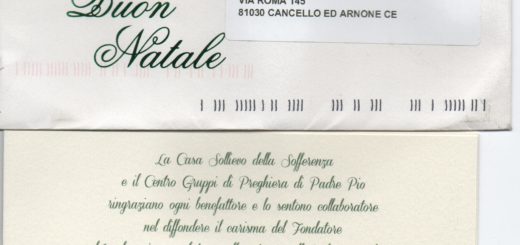 Buon
Natale
VIA ROMA 145
81030 CANCELLO ED ARNONE CE
La Casa Sollievo della Sofferenza
e il Centro Gruppi di Preghiera di Padre Pio
ringraziano ogni benefattore e lo sentono collaboratore
nel diffondere il carisma del Fondatore